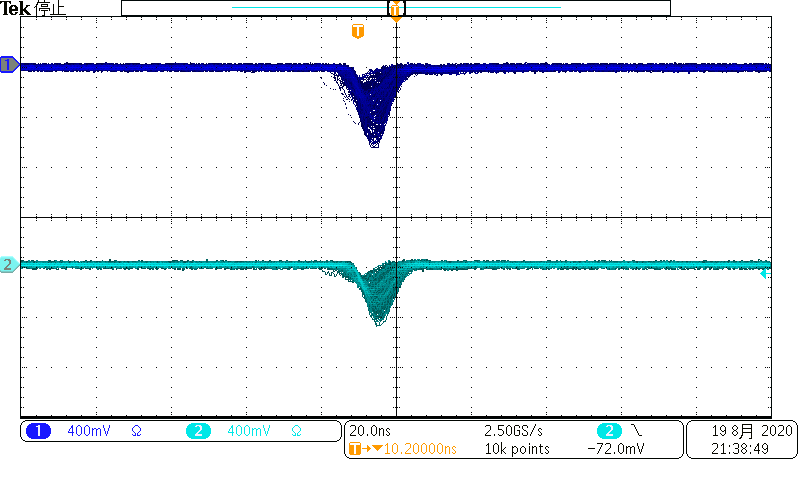 Tek 停止
T
T
1
2
1 400mV Ω 2 400mV Ω 20.0ns 2.50GS/s 2 19 8月 2020
T→▼10.20000ns 10k points −72.0mV 21:38:49